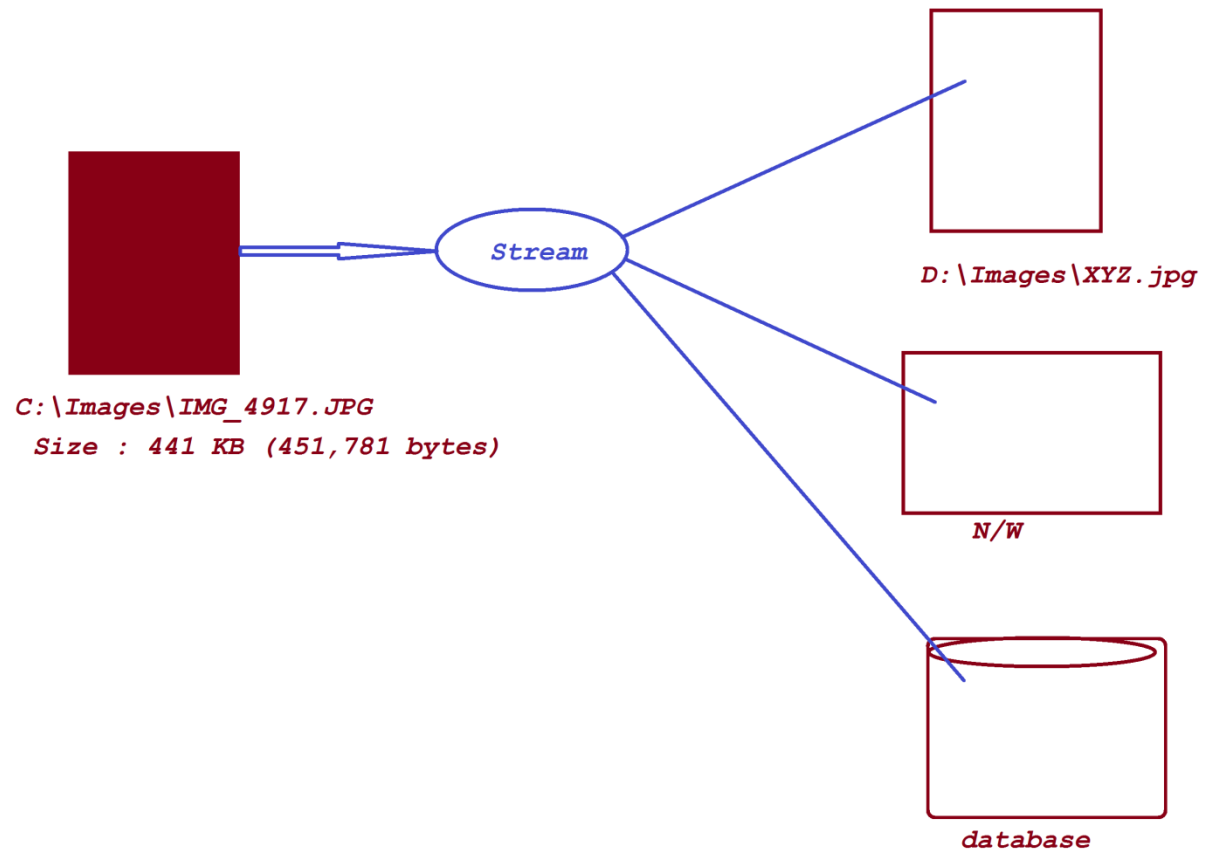 Stream
D:\Images\XYZ.jpg
C:\Images\IMG_4917.JPG
Size : 441 KB (451,781 bytes)
N/W
database